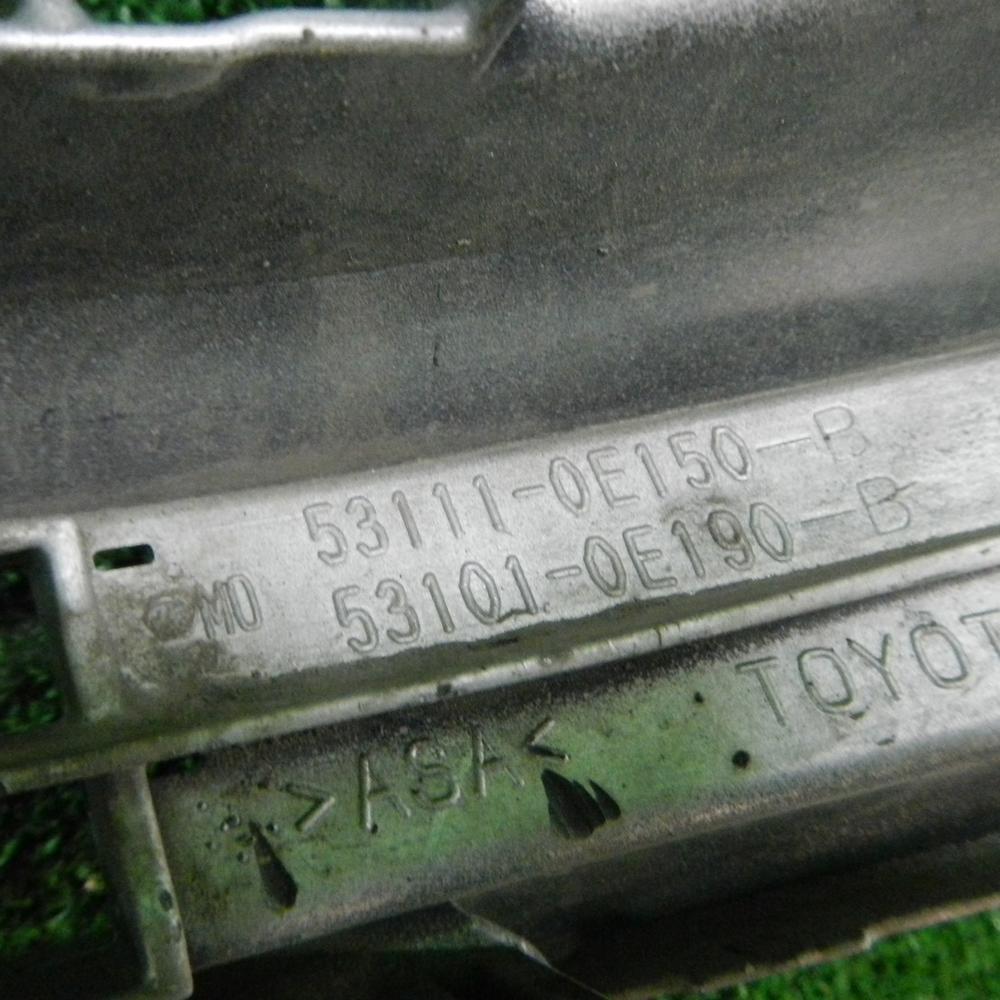 53111-0E150-B
MO 53101-0E190-B
TOYOT
>ASA<